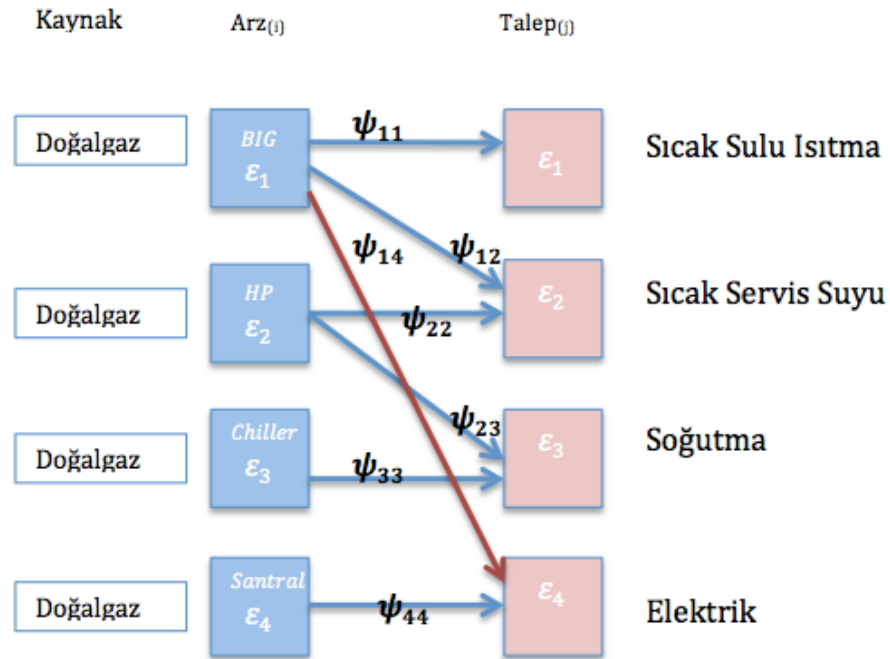 Kaynak Arz(i) Talep(j)
Doğalgaz BIG ε₁ ψ₁₁ ε₁ Sıcak Sulu Isıtma
ψ₁₄ ψ₁₂
Doğalgaz HP ε₂ ψ₂₂ ε₂ Sıcak Servis Suyu
ψ₂₃
Doğalgaz Chiller ε₃ ψ₃₃ ε₃ Soğutma
Doğalgaz Santral ε₄ ψ₄₄ ε₄ Elektrik